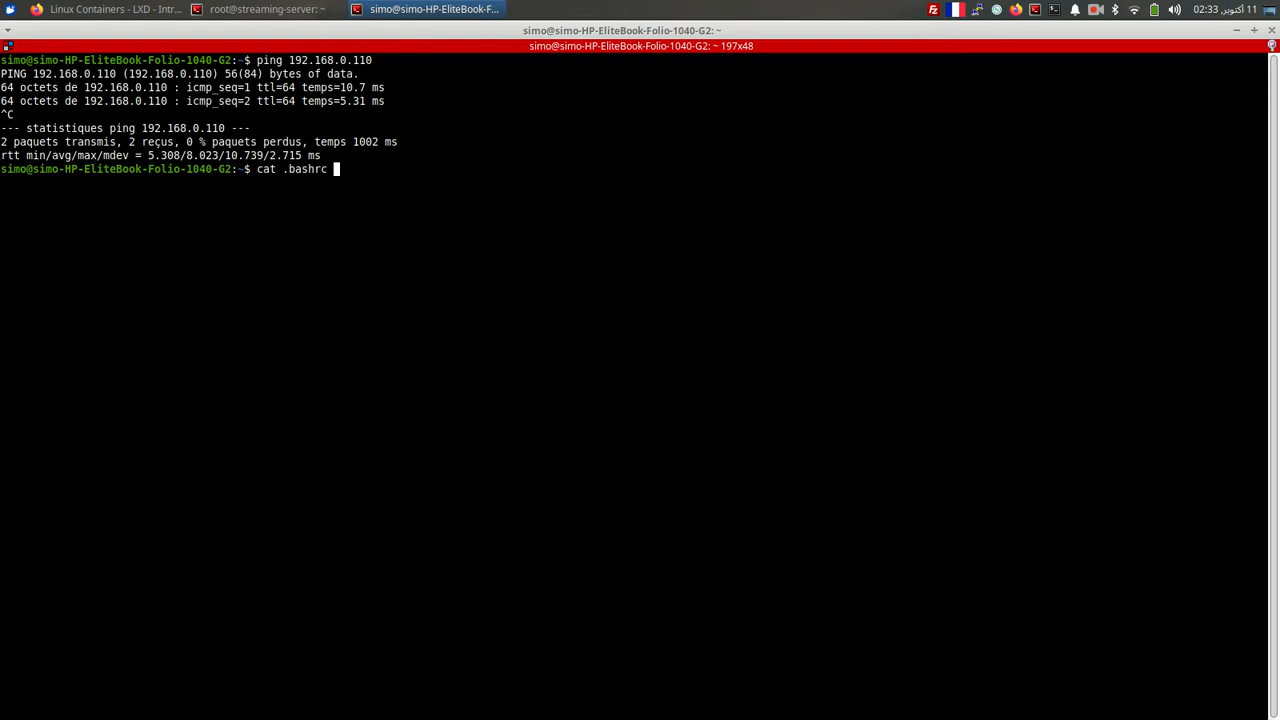 Linux Containers - LXD - Intr...
root@streaming-server: ~
simo@simo-HP-EliteBook-F...
11 أكتوبر, 02:33
simo@simo-HP-EliteBook-Folio-1040-G2: ~
simo@simo-HP-EliteBook-Folio-1040-G2: ~ 197x48
simo@simo-HP-EliteBook-Folio-1040-G2:~$ ping 192.168.0.110
PING 192.168.0.110 (192.168.0.110) 56(84) bytes of data.
64 octets de 192.168.0.110 : icmp_seq=1 ttl=64 temps=10.7 ms
64 octets de 192.168.0.110 : icmp_seq=2 ttl=64 temps=5.31 ms
^C
--- statistiques ping 192.168.0.110 ---
2 paquets transmis, 2 reçus, 0 % paquets perdus, temps 1002 ms
rtt min/avg/max/mdev = 5.308/8.023/10.739/2.715 ms
simo@simo-HP-EliteBook-Folio-1040-G2:~$ cat .bashrc